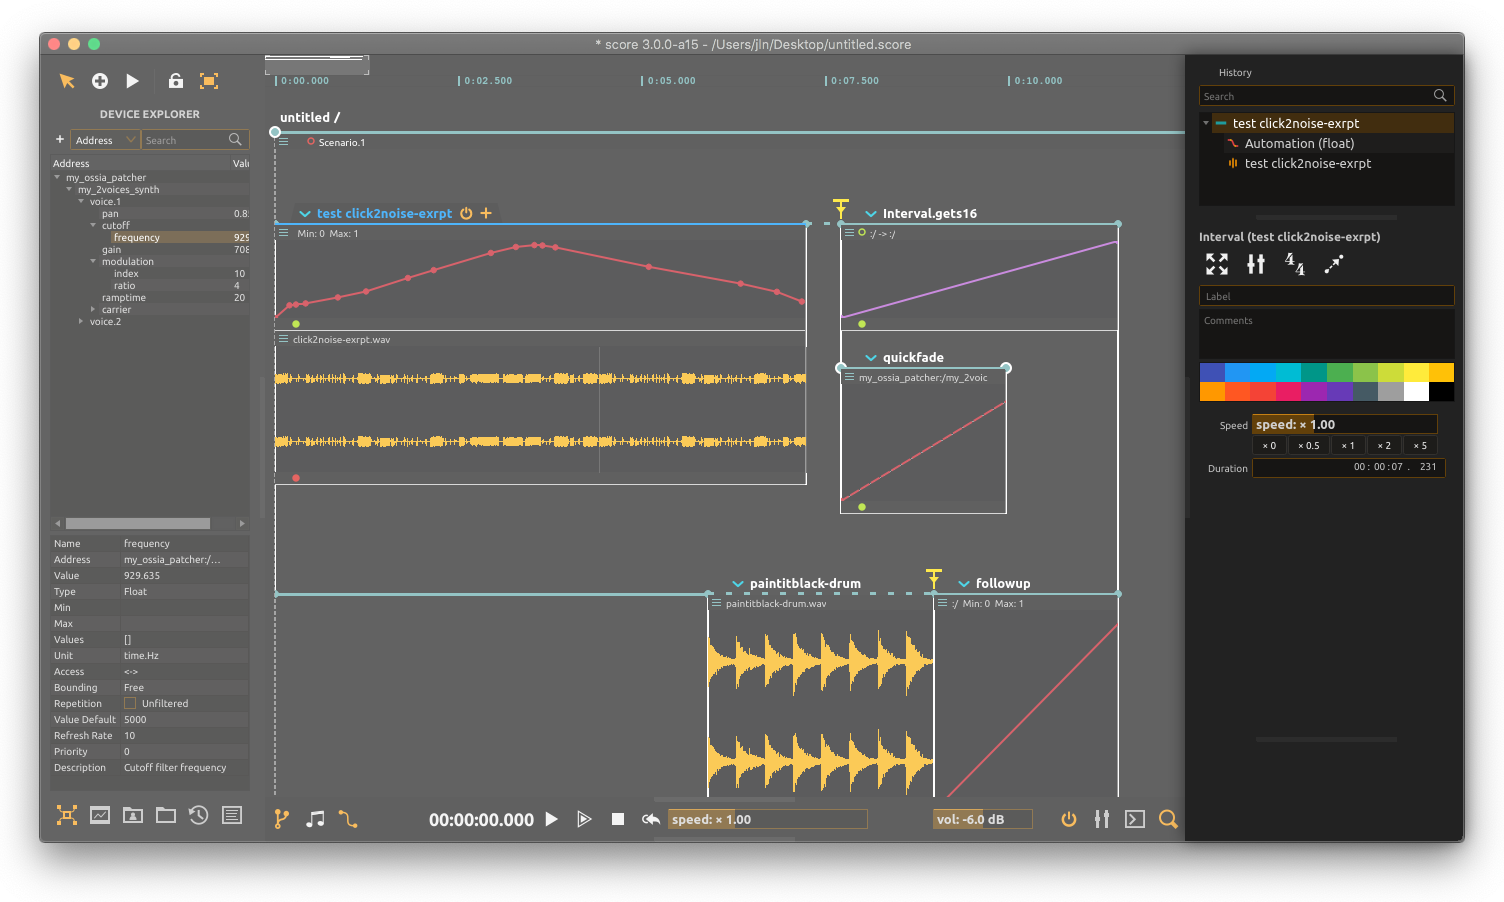 * score 3.0.0-a15 - /Users/jln/Desktop/untitled.score
DEVICE EXPLORER
+ Address Search
Address Valu
my_ossia_patcher
my_2voices_synth
voice.1
pan 0.8
cutoff
frequency 929
gain 708
modulation
index 10
ratio 4
ramptime 20
carrier
voice.2
Name frequency
Address my_ossia_patcher:/...
Value 929.635
Type Float
Min
Max
Values []
Unit time.Hz
Access <->
Bounding Free
Repetition Unfiltered
Value Default 5000
Refresh Rate 10
Priority 0
Description Cutoff filter frequency
0:00.000 0:02.500 0:05.000 0:07.500 0:10.000
untitled /
Scenario.1
test click2noise-exrpt
Min: 0 Max: 1
click2noise-exrpt.wav
Interval.gets16
:/ -> :/
quickfade
my_ossia_patcher:/my_2voic
paintitblack-drum
paintitblack-drum.wav
followup
:/ Min: 0 Max: 1
00:00:00.000
speed: × 1.00
vol: -6.0 dB
History
Search
test click2noise-exrpt
Automation (float)
test click2noise-exrpt
Interval (test click2noise-exrpt)
4/4
Label
Comments
Speed speed: × 1.00
× 0 × 0.5 × 1 × 2 × 5
Duration 00:00:07. 231